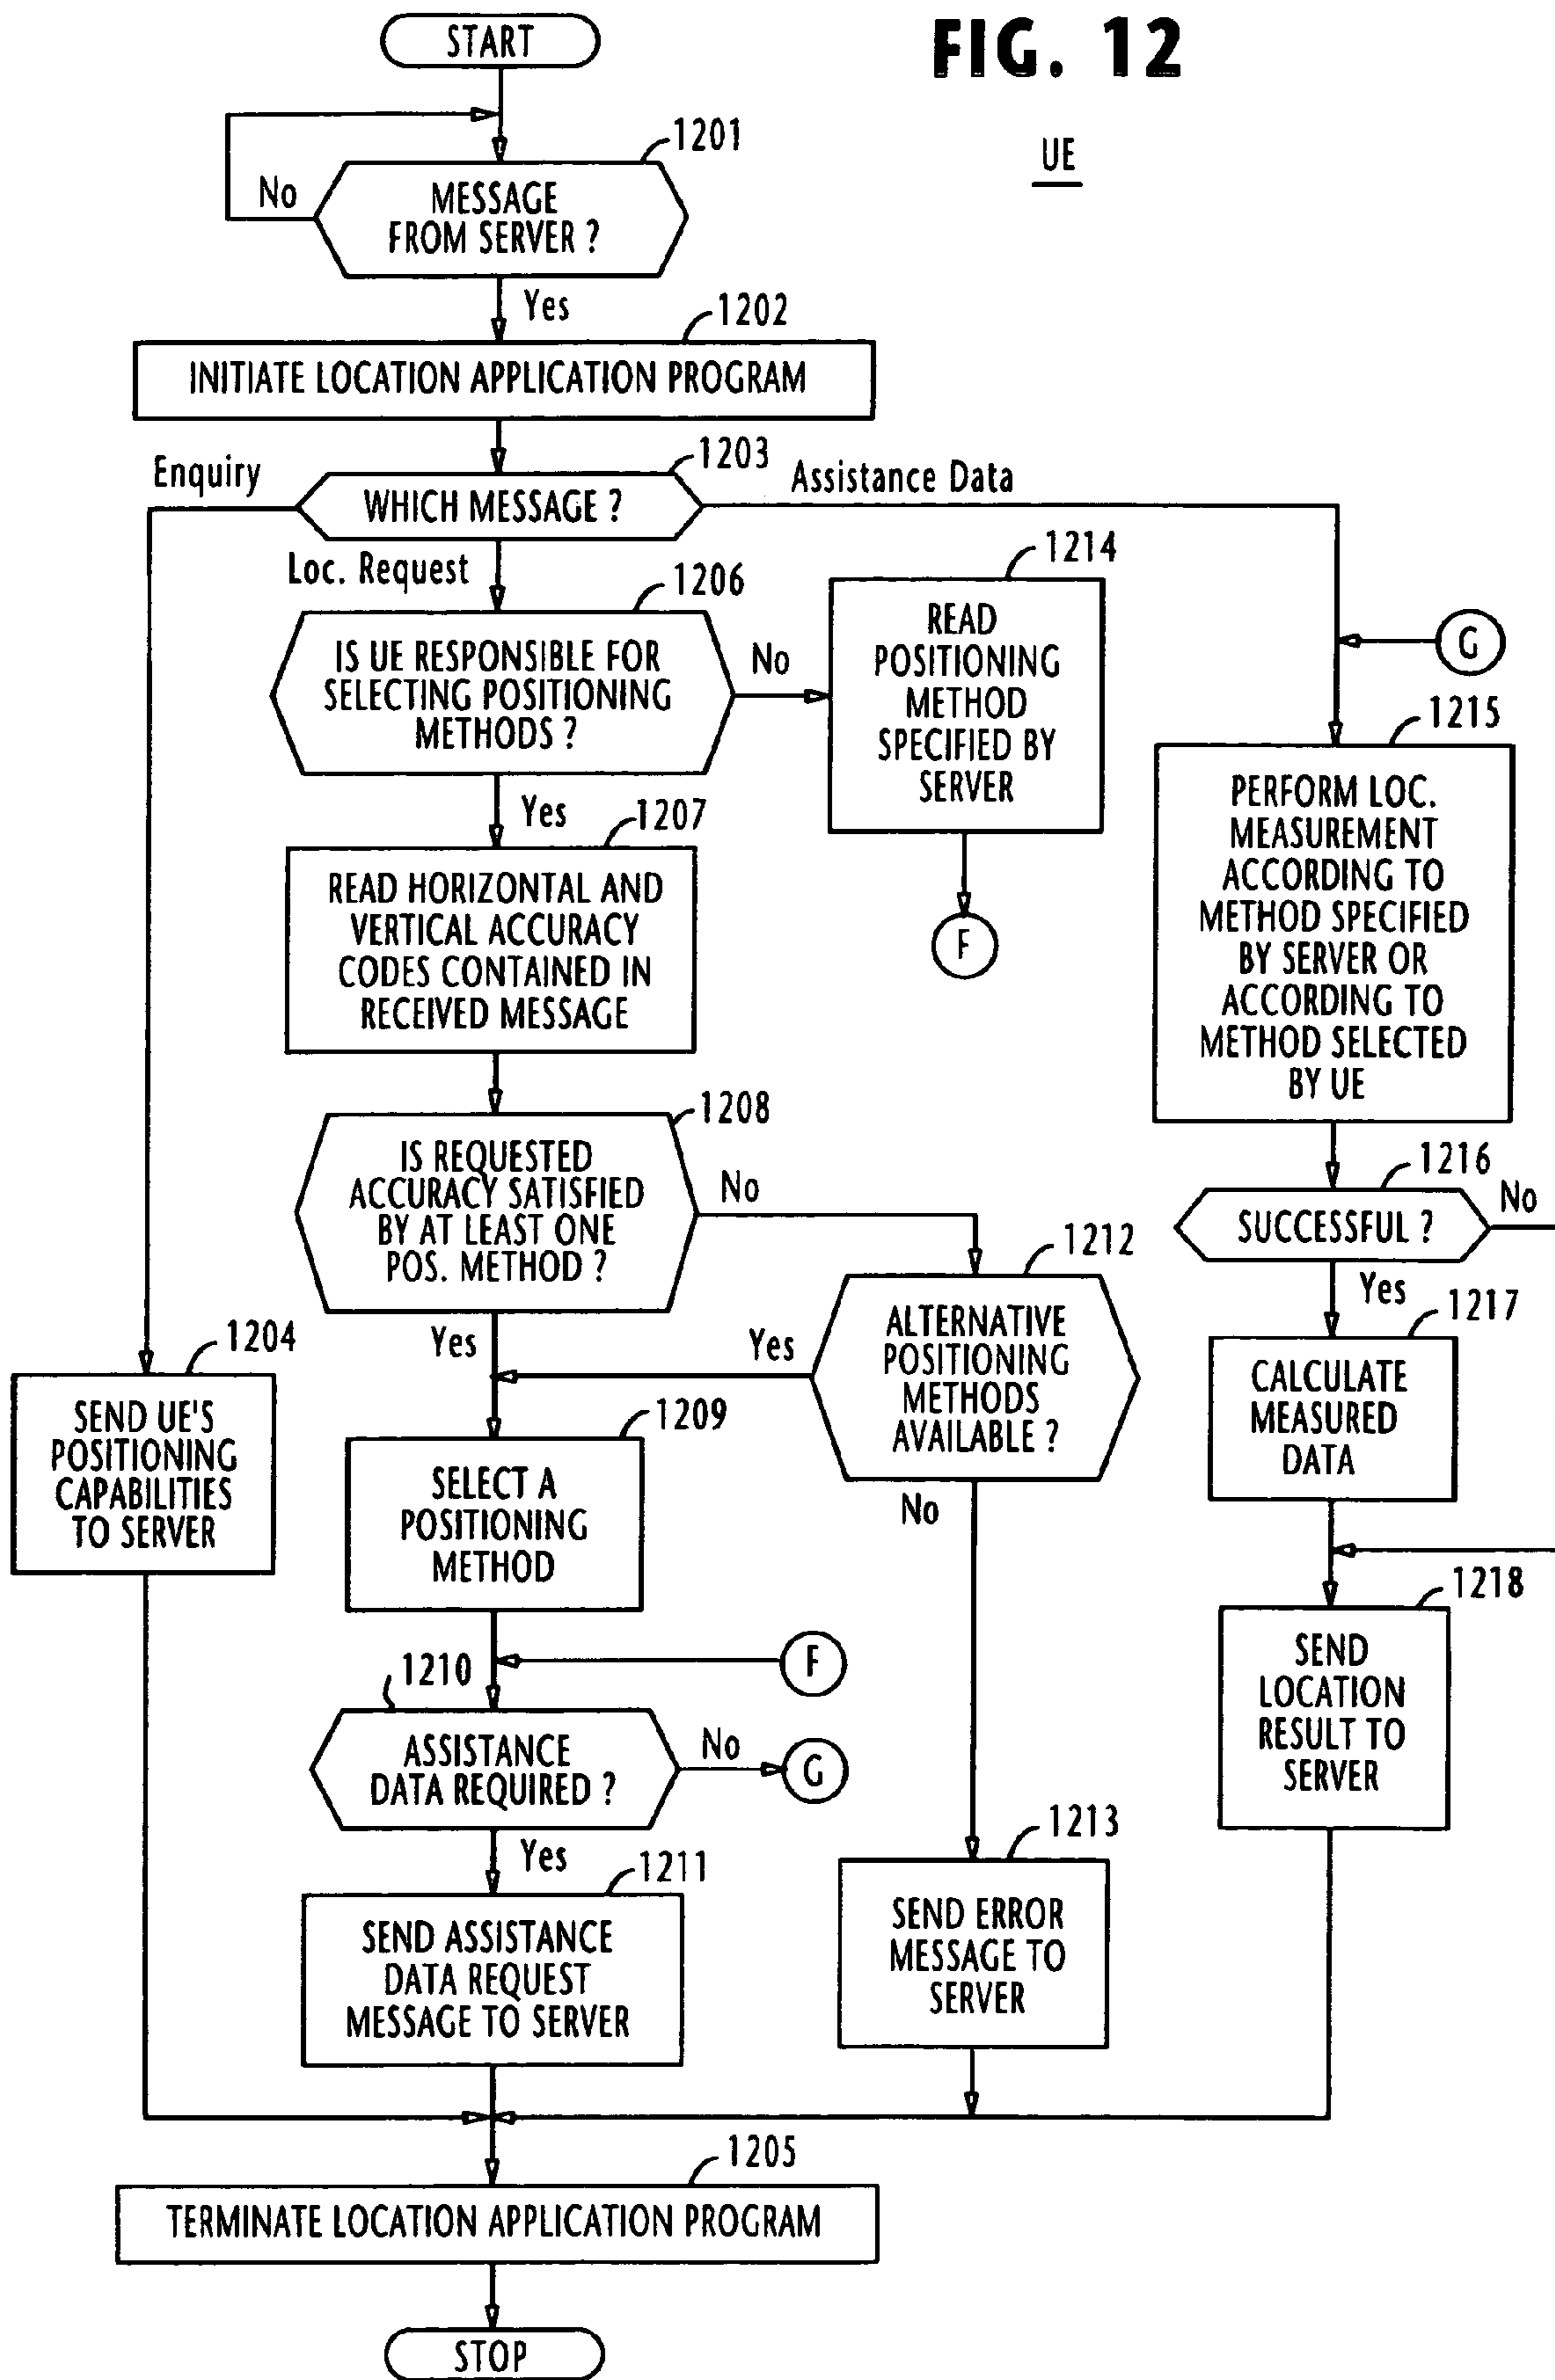 START
FIG. 12
UE
1201
MESSAGE
FROM SERVER ?
No
Yes
1202
INITIATE LOCATION APPLICATION PROGRAM
1203
WHICH MESSAGE ?
Enquiry
Assistance Data
Loc. Request
1206
IS UE RESPONSIBLE FOR
SELECTING POSITIONING
METHODS ?
No
Yes
1214
READ
POSITIONING
METHOD
SPECIFIED BY
SERVER
F
G
1207
READ HORIZONTAL AND
VERTICAL ACCURACY
CODES CONTAINED IN
RECEIVED MESSAGE
1215
PERFORM LOC.
MEASUREMENT
ACCORDING TO
METHOD SPECIFIED
BY SERVER OR
ACCORDING TO
METHOD SELECTED
BY UE
1208
IS REQUESTED
ACCURACY SATISFIED
BY AT LEAST ONE
POS. METHOD ?
No
Yes
1216
SUCCESSFUL ?
No
Yes
1212
ALTERNATIVE
POSITIONING
METHODS
AVAILABLE ?
Yes
No
1217
CALCULATE
MEASURED
DATA
1204
SEND UE'S
POSITIONING
CAPABILITIES
TO SERVER
1209
SELECT A
POSITIONING
METHOD
1218
SEND
LOCATION
RESULT TO
SERVER
F
1210
ASSISTANCE
DATA REQUIRED ?
No
G
Yes
1211
SEND ASSISTANCE
DATA REQUEST
MESSAGE TO SERVER
1213
SEND ERROR
MESSAGE TO
SERVER
1205
TERMINATE LOCATION APPLICATION PROGRAM
STOP